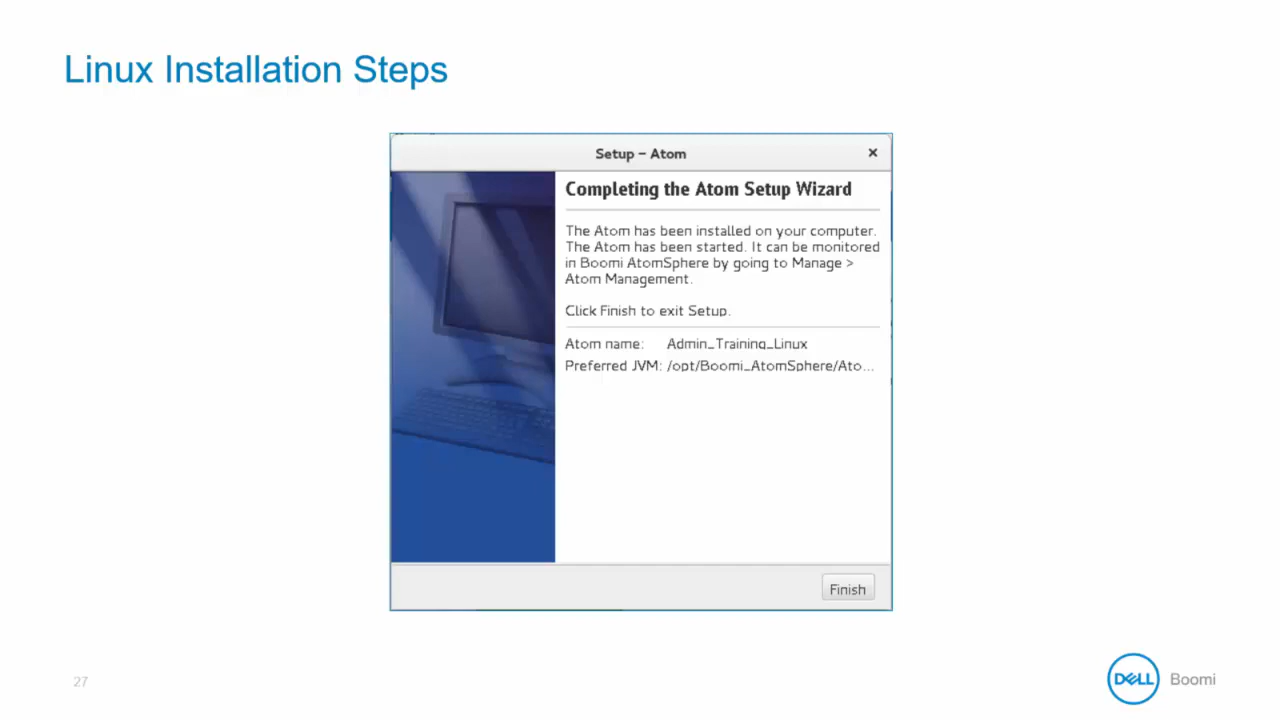 Linux Installation Steps
Setup – Atom
Completing the Atom Setup Wizard
The Atom has been installed on your computer.
The Atom has been started. It can be monitored
in Boomi AtomSphere by going to Manage >
Atom Management.
Click Finish to exit Setup.
Atom name: Admin_Training_Linux
Preferred JVM: /opt/Boomi_AtomSphere/Ato...
Finish
27
DELL Boomi